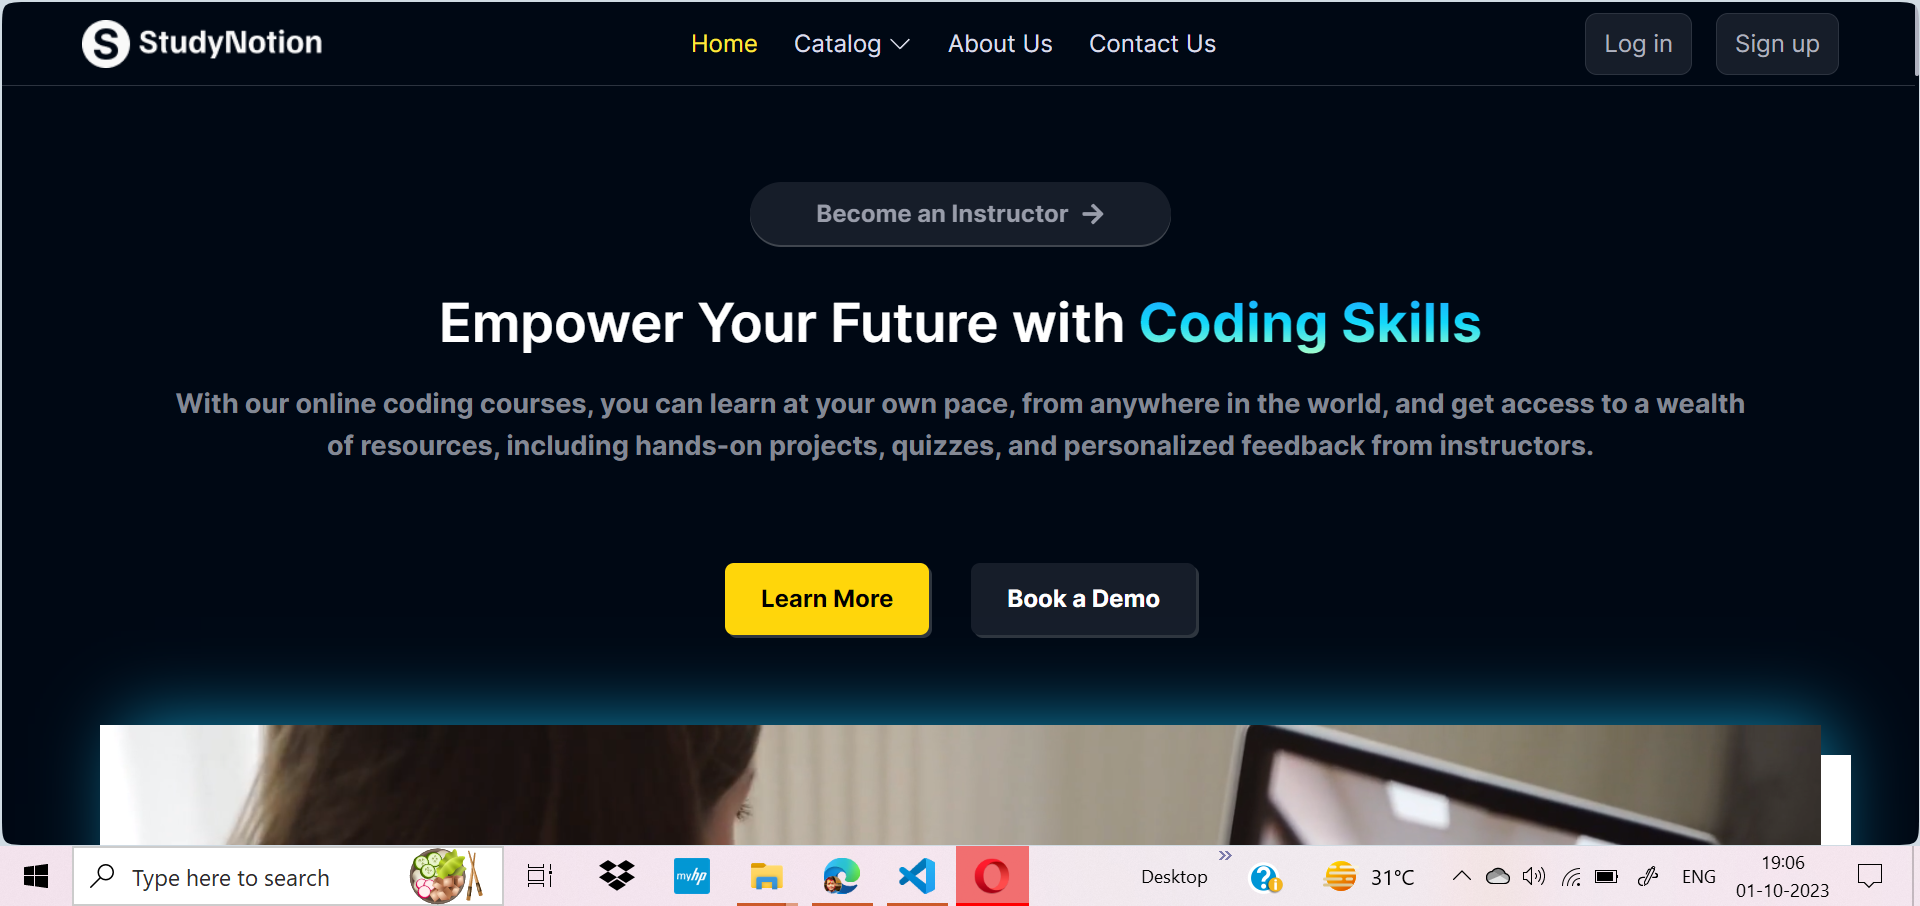 S StudyNotion
Home Catalog About Us Contact Us
Log in Sign up
Become an Instructor
Empower Your Future with Coding Skills
With our online coding courses, you can learn at your own pace, from anywhere in the world, and get access to a wealth
of resources, including hands-on projects, quizzes, and personalized feedback from instructors.
Learn More Book a Demo
Type here to search
myhp
Desktop
31°C
ENG
19:06
01-10-2023